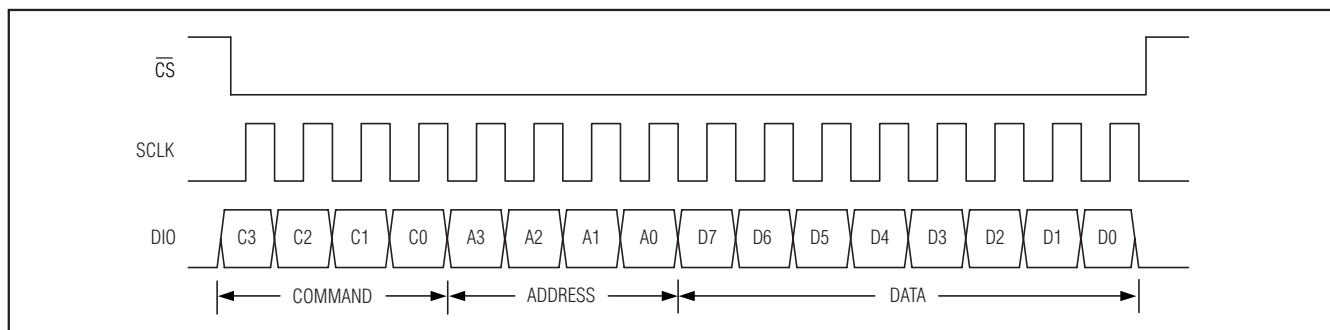 C̅S̅
SCLK
DIO C3 C2 C1 C0 A3 A2 A1 A0 D7 D6 D5 D4 D3 D2 D1 D0
COMMAND ADDRESS DATA